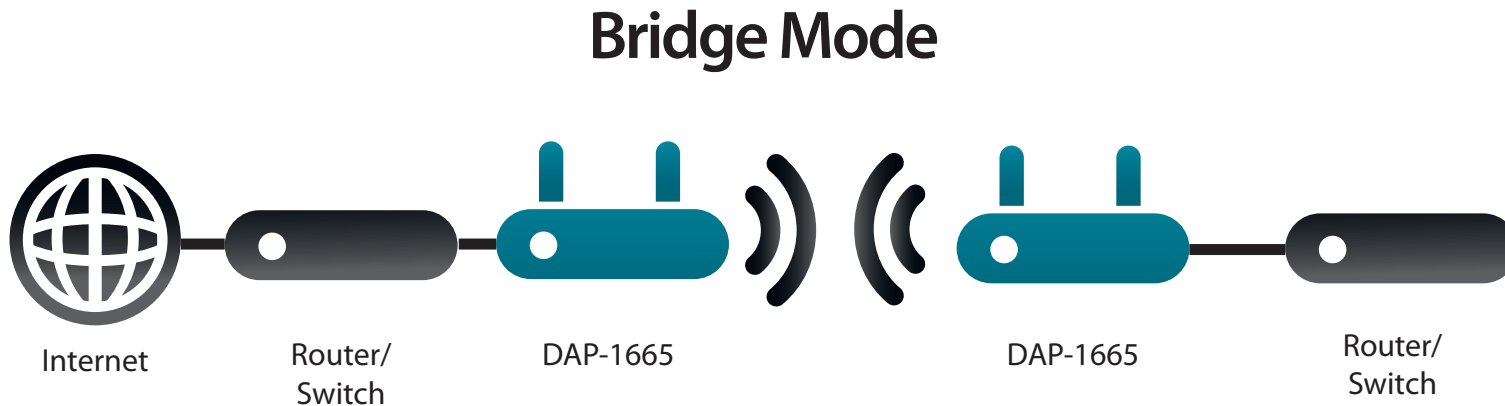 Bridge Mode
Internet
Router/
Switch
DAP-1665
DAP-1665
Router/
Switch